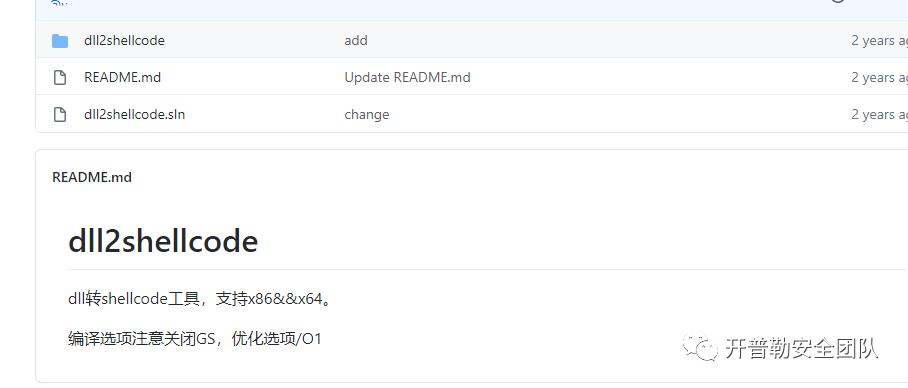 dll2shellcode add 2 years
README.md Update README.md 2 years
dll2shellcode.sln change 2 years
README.md
dll2shellcode
dll转shellcode工具，支持x86&&x64。
编译选项注意关闭GS，优化选项/O1
开普勒安全团队